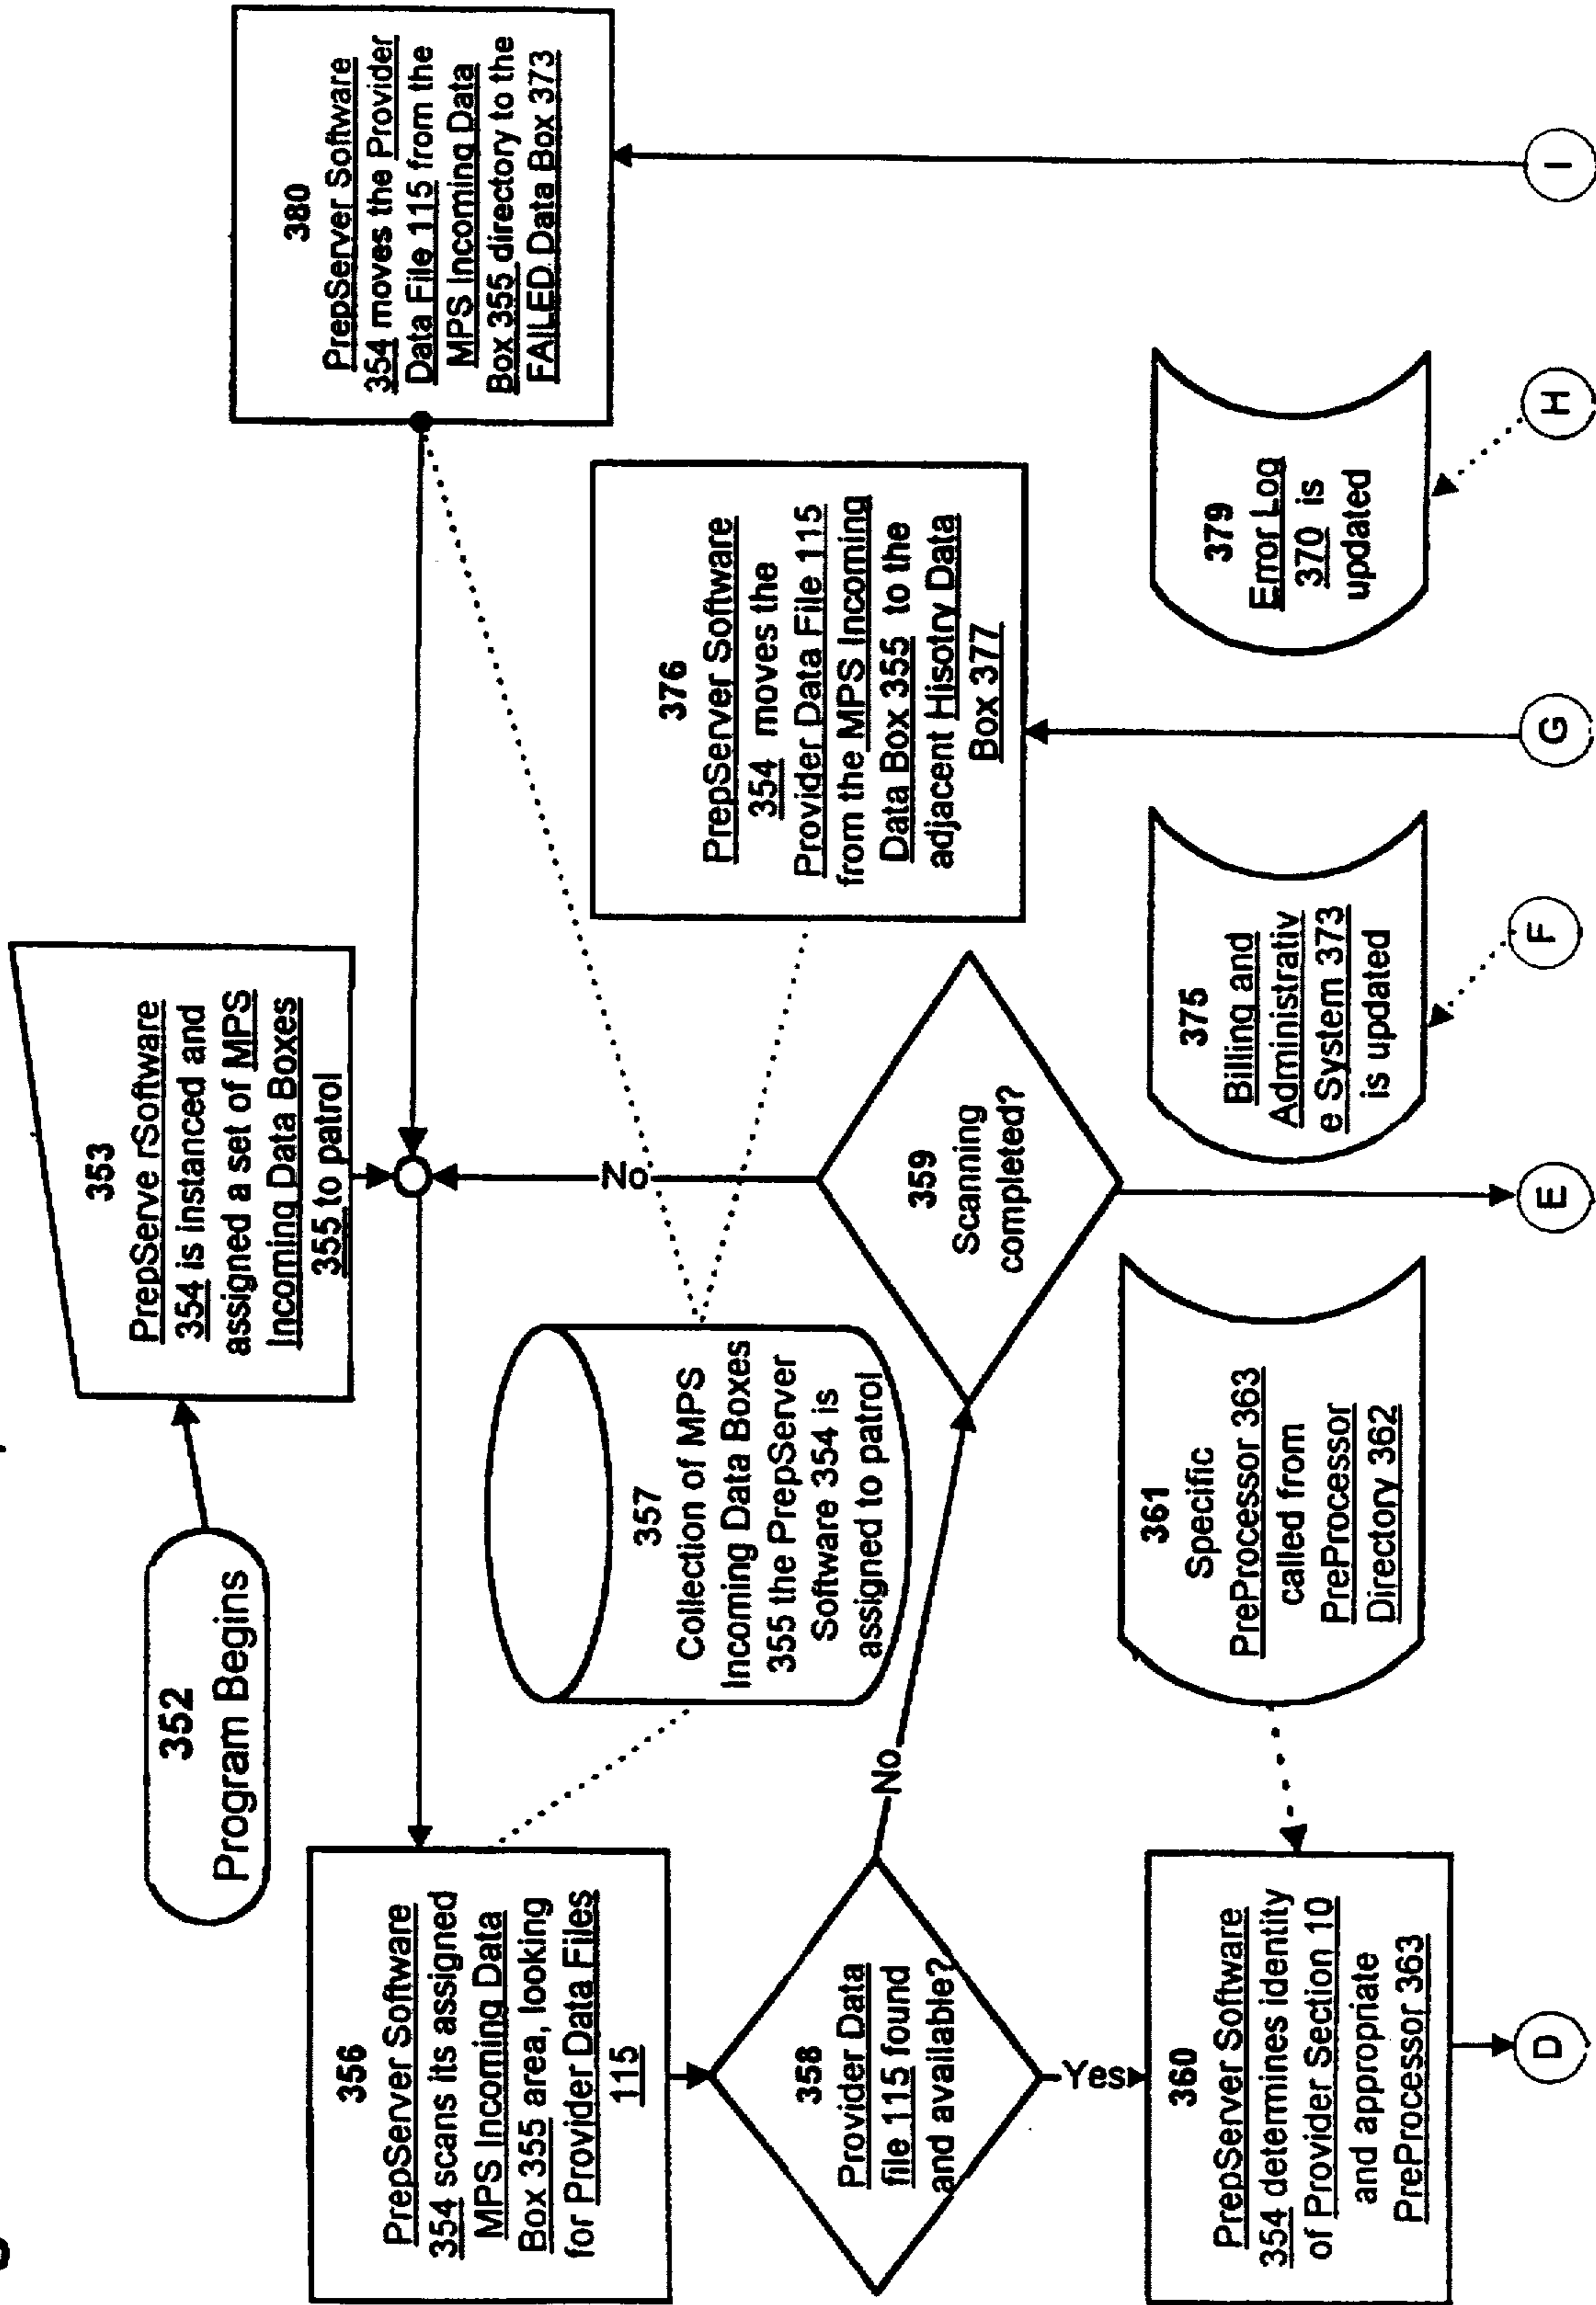 352
Program Begins
353
PrepServe rSoftware
354 is instanced and
assigned a set of MPS
Incoming Data Boxes
355 to patrol
380
PrepServer Software
354 moves the Provider
Data File 115 from the
MPS Incoming Data
Box 355 directory to the
FAILED Data Box 373
356
PrepServer Software
354 scans its assigned
MPS Incoming Data
Box 355 area, looking
for Provider Data Files
115
357
Collection of MPS
Incoming Data Boxes
355 the PrepServer
Software 354 is
assigned to patrol
No
376
PrepServer Software
354 moves the
Provider Data File 115
from the MPS Incoming
Data Box 355 to the
adjacent Hisotry Data
Box 377
358
Provider Data
file 115 found
and available?
No
359
Scanning
completed?
Yes
360
PrepServer Software
354 determines identity
of Provider Section 10
and appropriate
PreProcessor 363
361
Specific
PreProcessor 363
called from
PreProcessor
Directory 362
375
Billing and
Administrativ
e System 373
is updated
379
Error Log
370 is
updated
D
E
F
G
H
I